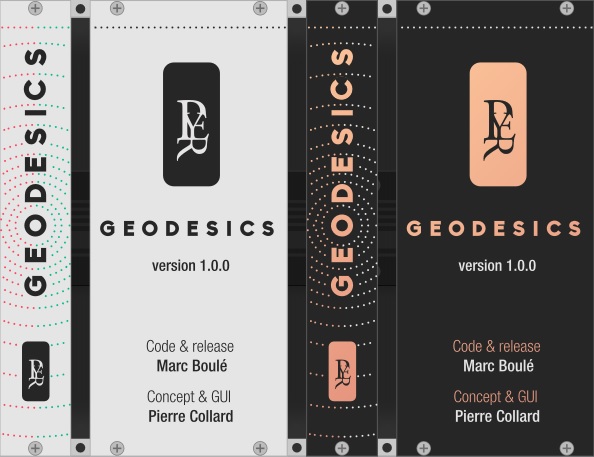 GEODESICS
GEODESICS
version 1.0.0
Code & release
Marc Boulé
Concept & GUI
Pierre Collard
GEODESICS
GEODESICS
version 1.0.0
Code & release
Marc Boulé
Concept & GUI
Pierre Collard